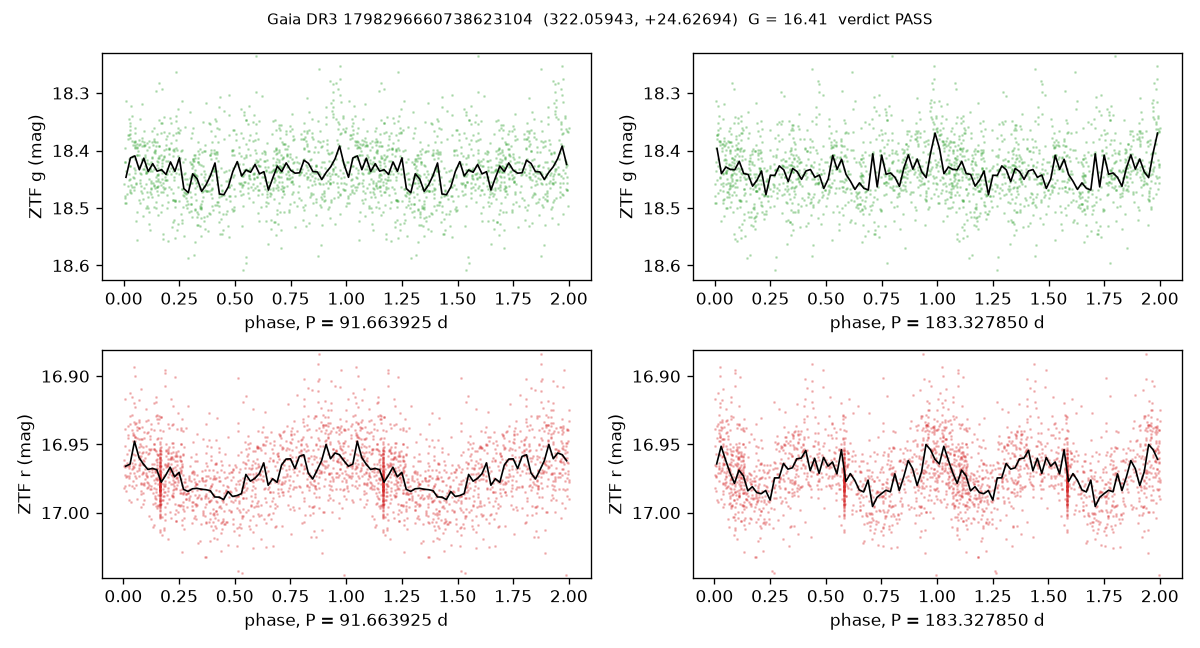 Gaia DR3 1798296660738623104 (322.05943, +24.62694) G = 16.41 verdict PASS
ZTF g (mag)
18.3
18.4
18.5
18.6
0.00 0.25 0.50 0.75 1.00 1.25 1.50 1.75 2.00
phase, P = 91.663925 d
ZTF g (mag)
18.3
18.4
18.5
18.6
0.00 0.25 0.50 0.75 1.00 1.25 1.50 1.75 2.00
phase, P = 183.327850 d
ZTF r (mag)
16.90
16.95
17.00
0.00 0.25 0.50 0.75 1.00 1.25 1.50 1.75 2.00
phase, P = 91.663925 d
ZTF r (mag)
16.90
16.95
17.00
0.00 0.25 0.50 0.75 1.00 1.25 1.50 1.75 2.00
phase, P = 183.327850 d